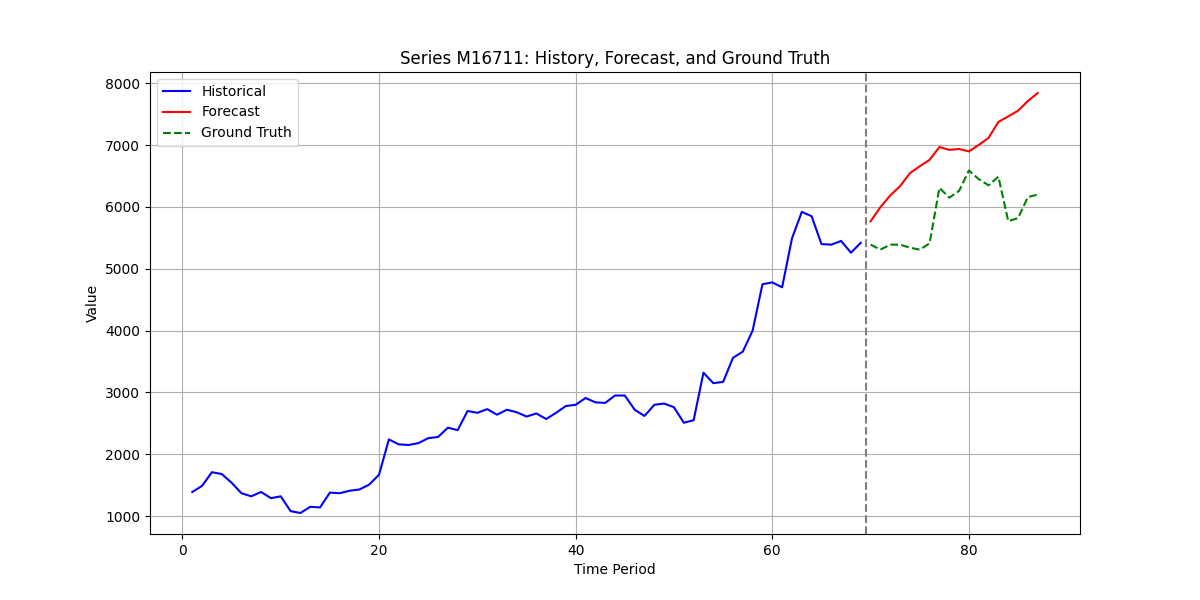 Series M16711: History, Forecast, and Ground Truth
Historical
Forecast
Ground Truth
8000
7000
6000
5000
4000
3000
2000
1000
Value
0 20 40 60 80
Time Period